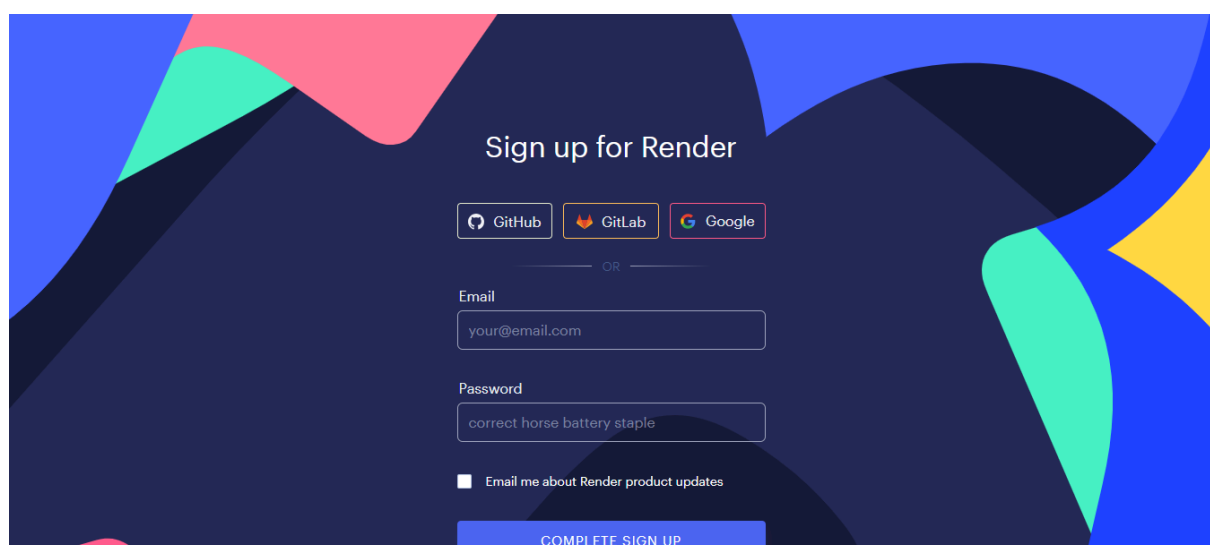 Sign up for Render
GitHub GitLab Google
OR
Email
your@email.com
Password
correct horse battery staple
Email me about Render product updates
COMPLETE SIGN UP